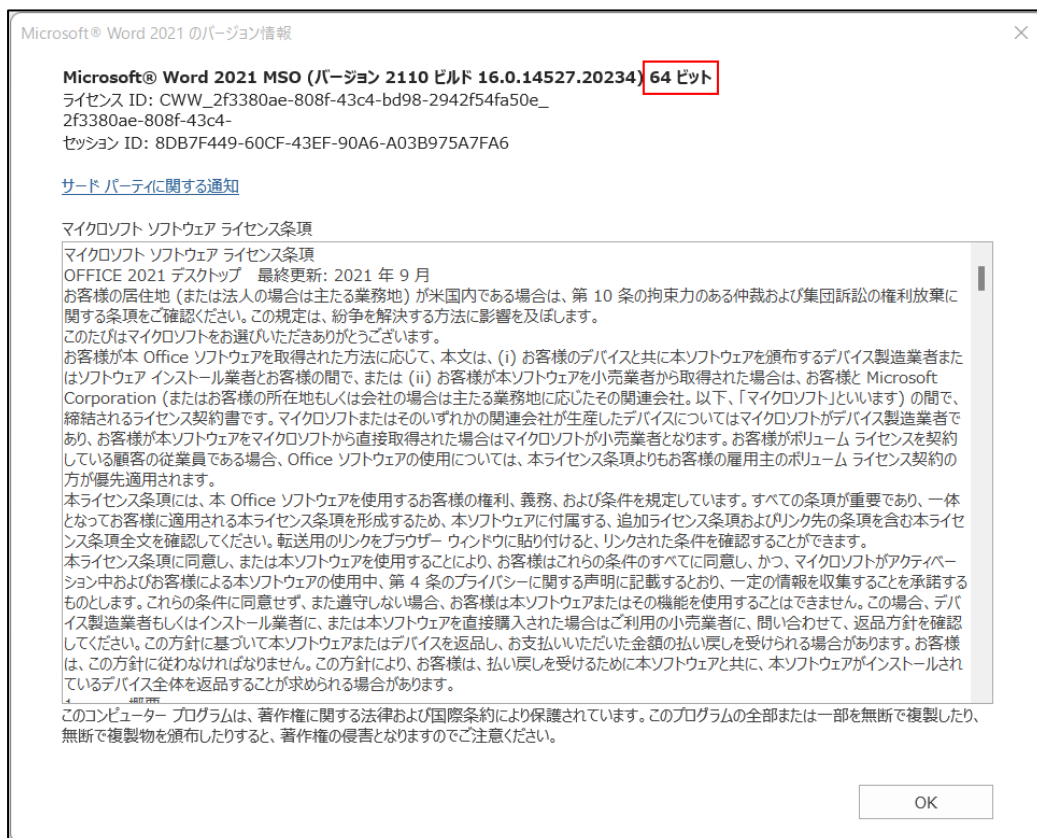 Microsoft® Word 2021 のバージョン情報
Microsoft® Word 2021 MSO (バージョン 2110 ビルド 16.0.14527.20234) 64 ビット
ライセンス ID: CWW_2f3380ae-808f-43c4-bd98-2942f54fa50e_
2f3380ae-808f-43c4-
セッション ID: 8DB7F449-60CF-43EF-90A6-A03B975A7FA6
サード パーティに関する通知
マイクロソフト ソフトウェア ライセンス条項
マイクロソフト ソフトウェア ライセンス条項
OFFICE 2021 デスクトップ　最終更新: 2021 年 9 月
お客様の居住地 (または法人の場合は主たる業務地) が米国内である場合は、第 10 条の拘束力のある仲裁および集団訴訟の権利放棄に
関する条項をご確認ください。この規定は、紛争を解決する方法に影響を及ぼします。
このたびはマイクロソフトをお選びいただきありがとうございます。
お客様が本 Office ソフトウェアを取得された方法に応じて、本文は、(i) お客様のデバイスと共に本ソフトウェアを頒布するデバイス製造業者また
はソフトウェア インストール業者とお客様の間で、または (ii) お客様が本ソフトウェアを小売業者から取得された場合は、お客様と Microsoft
Corporation (またはお客様の所在地もしくは会社の場合は主たる業務地に応じたその関連会社。以下、「マイクロソフト」といいます) の間で、
締結されるライセンス契約書です。マイクロソフトまたはそのいずれかの関連会社が生産したデバイスについてはマイクロソフトがデバイス製造業者で
あり、お客様が本ソフトウェアをマイクロソフトから直接取得された場合はマイクロソフトが小売業者となります。お客様がボリューム ライセンスを契約
している顧客の従業員である場合、Office ソフトウェアの使用については、本ライセンス条項よりもお客様の雇用主のボリューム ライセンス契約の
方が優先適用されます。
本ライセンス条項には、本 Office ソフトウェアを使用するお客様の権利、義務、および条件を規定しています。すべての条項が重要であり、一体
となってお客様に適用される本ライセンス条項を形成するため、本ソフトウェアに付属する、追加ライセンス条項およびリンク先の条項を含む本ライセ
ンス条項全文を確認してください。転送用のリンクをブラウザー ウィンドウに貼り付けると、リンクされた条件を確認することができます。
本ライセンス条項に同意し、または本ソフトウェアを使用することにより、お客様はこれらの条件のすべてに同意し、かつ、マイクロソフトがアクティベー
ション中およびお客様による本ソフトウェアの使用中、第 4 条のプライバシーに関する声明に記載するとおり、一定の情報を収集することを承諾する
ものとします。これらの条件に同意せず、また遵守しない場合、お客様は本ソフトウェアまたはその機能を使用することはできません。この場合、デバ
イス製造業者もしくはインストール業者に、または本ソフトウェアを直接購入された場合はご利用の小売業者に、問い合わせて、返品方針を確認
してください。この方針に基づいて本ソフトウェアまたはデバイスを返品し、お支払いいただいた金額の払い戻しを受けられる場合があります。お客様
は、この方針に従わなければなりません。この方針により、お客様は、払い戻しを受けるために本ソフトウェアと共に、本ソフトウェアがインストールされ
ているデバイス全体を返品することが求められる場合があります。
このコンピューター プログラムは、著作権に関する法律および国際条約により保護されています。このプログラムの全部または一部を無断で複製したり、
無断で複製物を頒布したりすると、著作権の侵害となりますのでご注意ください。
OK